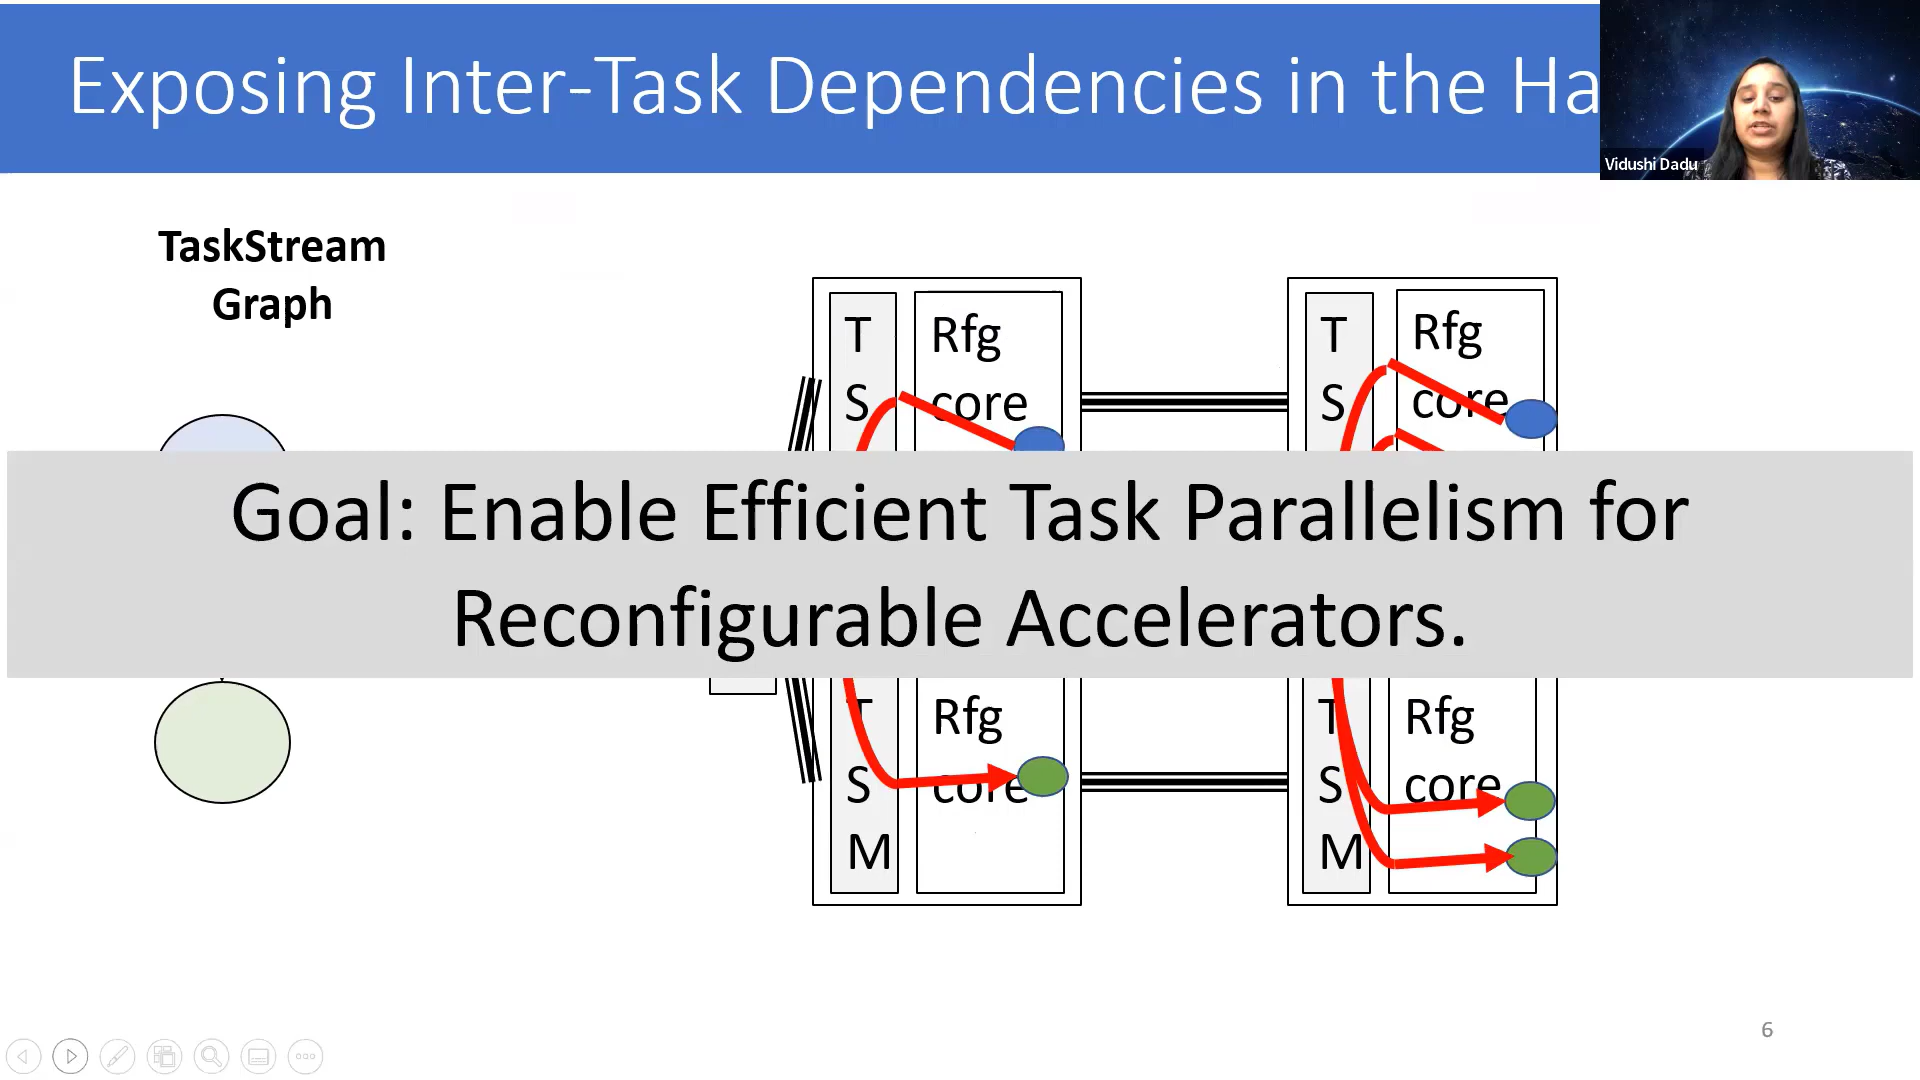 Exposing Inter-Task Dependencies in the Ha
Vidushi Dadu
TaskStream
Graph
T
S
Rfg
core
T
S
Rfg
core
Goal: Enable Efficient Task Parallelism for
Reconfigurable Accelerators.
T
S
M
Rfg
core
T
S
M
Rfg
core
6